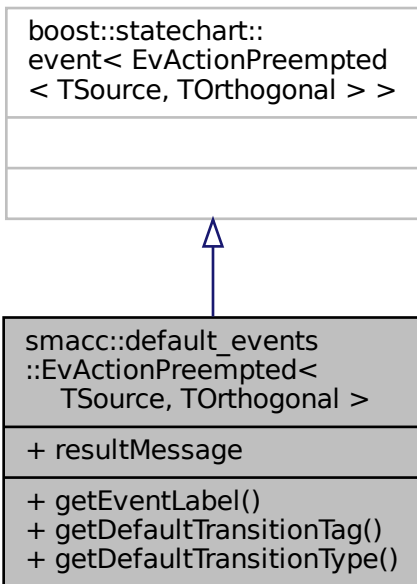 boost::statechart::
event< EvActionPreempted
< TSource, TOrthogonal > >
smacc::default_events
::EvActionPreempted<
TSource, TOrthogonal >
+ resultMessage
+ getEventLabel()
+ getDefaultTransitionTag()
+ getDefaultTransitionType()